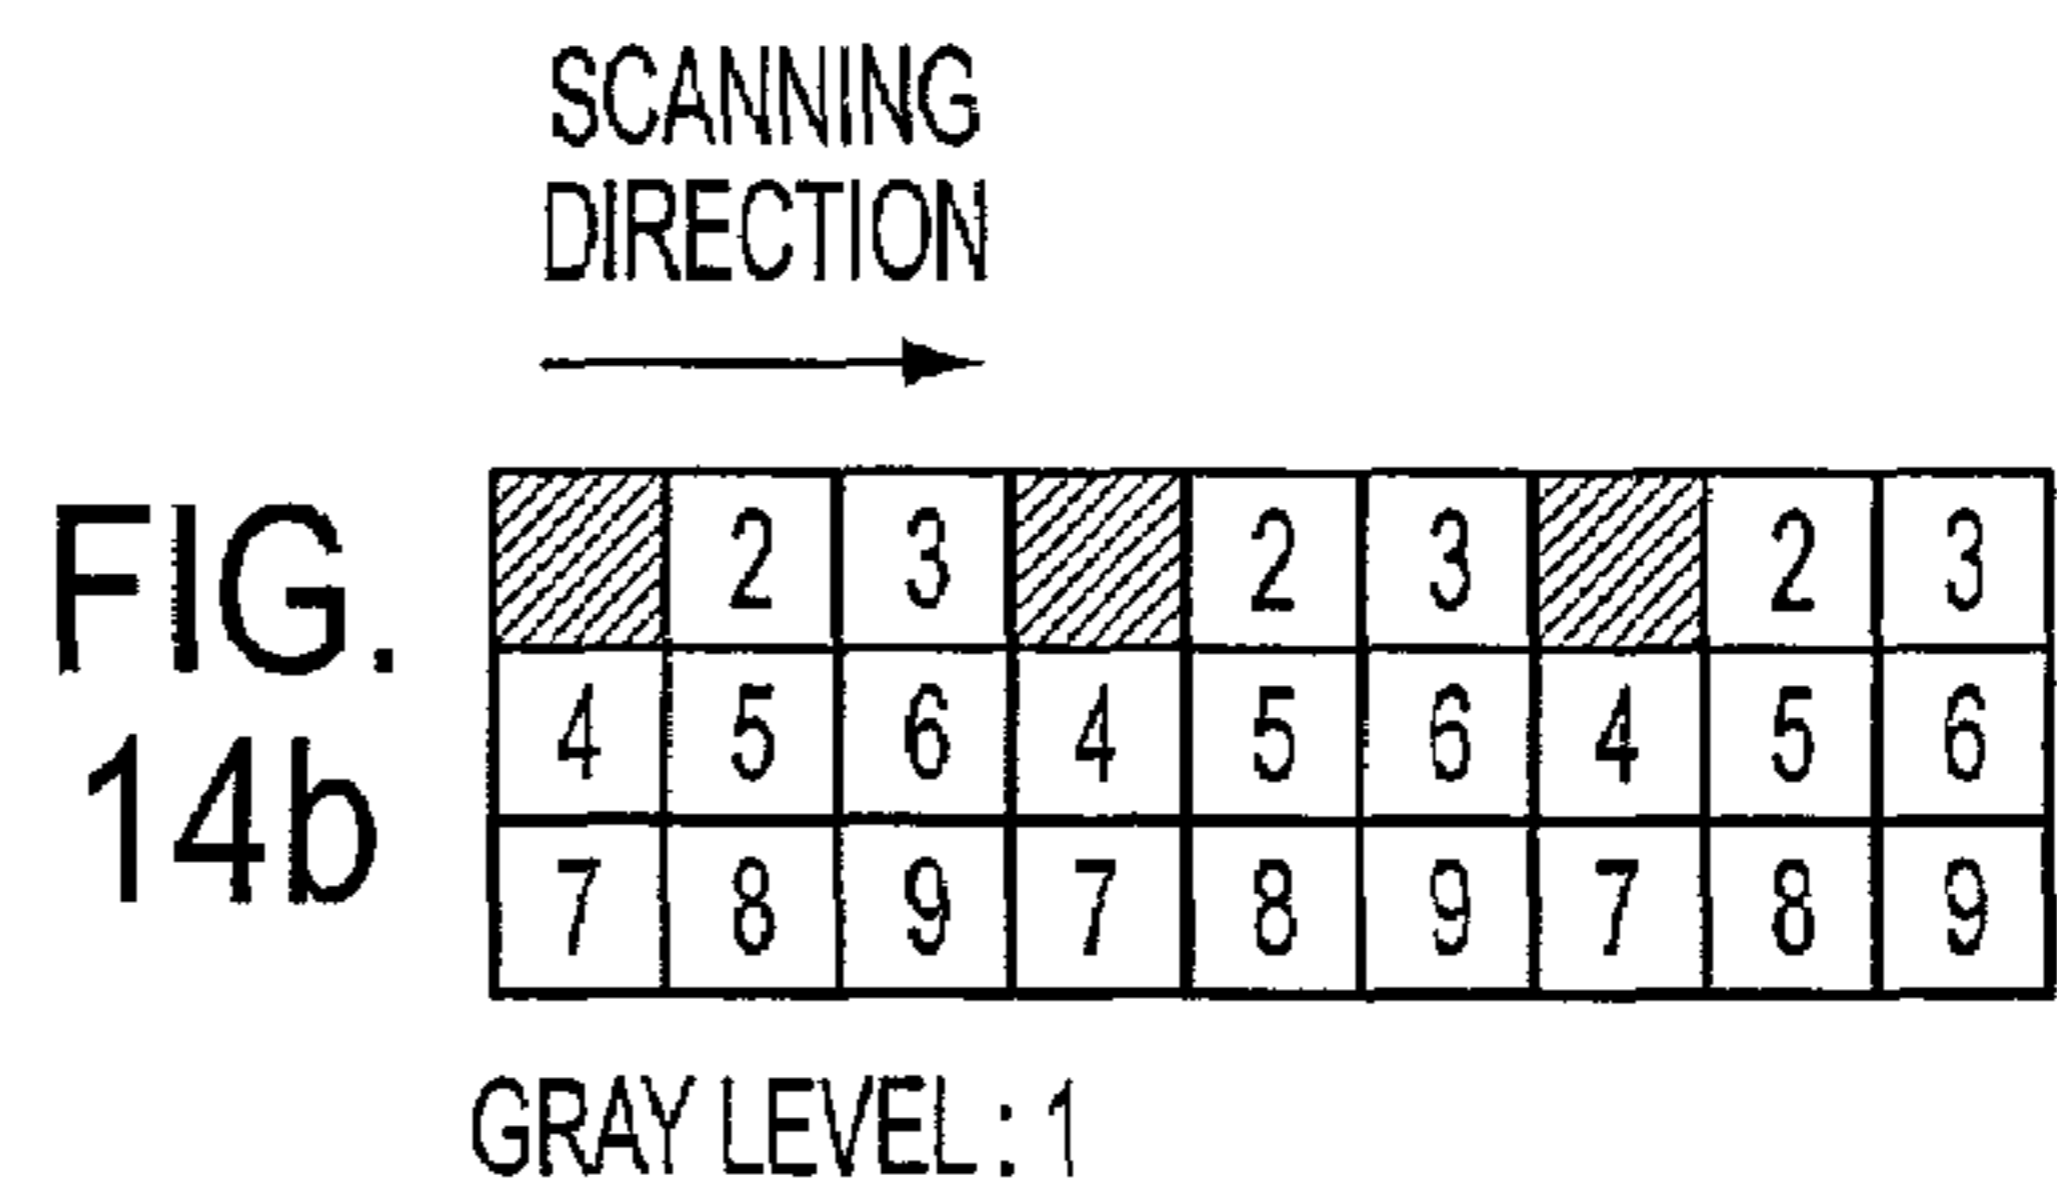 SCANNING
DIRECTION
FIG.
14b
2 3 2 3 2 3
4 5 6 4 5 6 4 5 6
7 8 9 7 8 9 7 8 9
GRAY LEVEL : 1